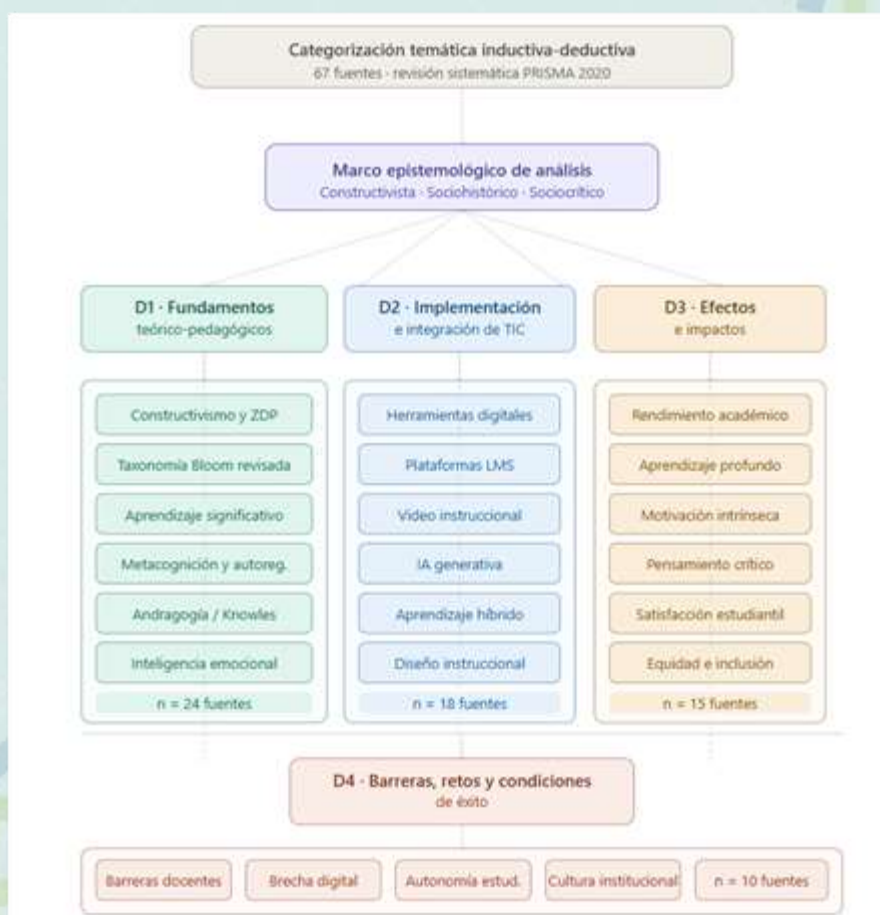 Categorización temática inductiva-deductiva
67 fuentes · revisión sistemática PRISMA 2020
Marco epistemológico de análisis
Constructivista · Sociohistórico · Sociocrítico
D1 · Fundamentos
teórico-pedagógicos
Constructivismo y ZDP
Taxonomía Bloom revisada
Aprendizaje significativo
Metacognición y autoreg.
Andragogía / Knowles
Inteligencia emocional
n = 24 fuentes
D2 · Implementación
e integración de TIC
Herramientas digitales
Plataformas LMS
Video instruccional
IA generativa
Aprendizaje híbrido
Diseño instruccional
n = 18 fuentes
D3 · Efectos
e impactos
Rendimiento académico
Aprendizaje profundo
Motivación intrínseca
Pensamiento crítico
Satisfacción estudiantil
Equidad e inclusión
n = 15 fuentes
D4 · Barreras, retos y condiciones
de éxito
Barreras docentes
Brecha digital
Autonomía estud.
Cultura institucional
n = 10 fuentes